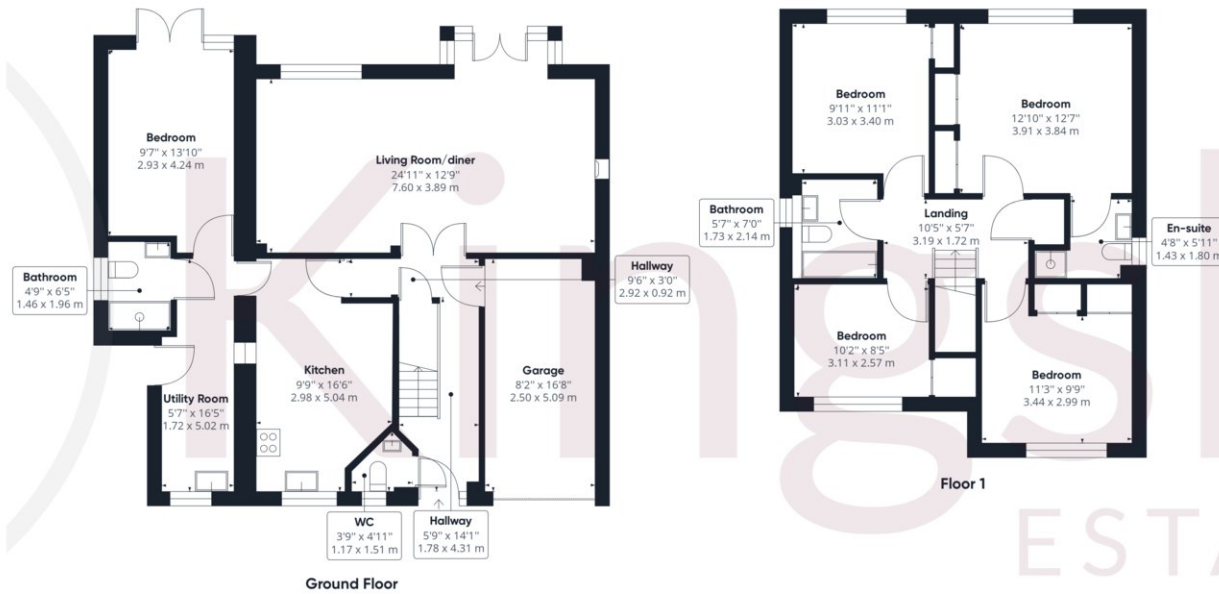 Bedroom
9'7" x 13'10"
2.93 x 4.24 m
Living Room/diner
24'11" x 12'9"
7.60 x 3.89 m
Bathroom
4'9" x 6'5"
1.46 x 1.96 m
Hallway
9'6" x 3'0"
2.92 x 0.92 m
Kitchen
9'9" x 16'6"
2.98 x 5.04 m
Garage
8'2" x 16'8"
2.50 x 5.09 m
Utility Room
5'7" x 16'5"
1.72 x 5.02 m
WC
3'9" x 4'11"
1.17 x 1.51 m
Hallway
5'9" x 14'1"
1.78 x 4.31 m
Ground Floor
Bedroom
9'11" x 11'1"
3.03 x 3.40 m
Bedroom
12'10" x 12'7"
3.91 x 3.84 m
Bathroom
5'7" x 7'0"
1.73 x 2.14 m
Landing
10'5" x 5'7"
3.19 x 1.72 m
En-suite
4'8" x 5'11"
1.43 x 1.80 m
Bedroom
10'2" x 8'5"
3.11 x 2.57 m
Bedroom
11'3" x 9'9"
3.44 x 2.99 m
Floor 1
Kingsl
ESTA